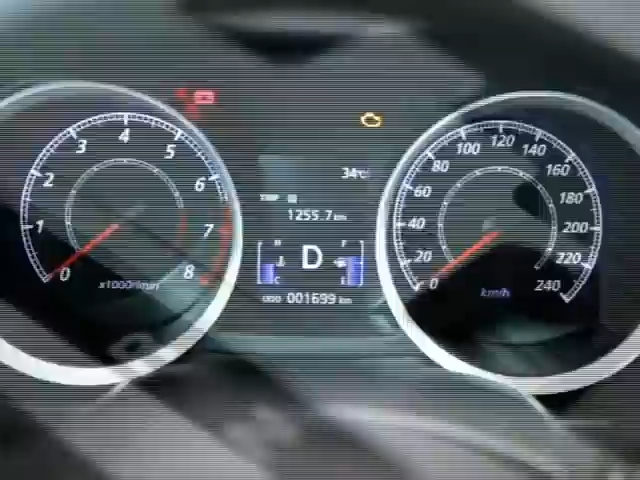 0
1
2
3
4
5
6
7
8
x1000r/min
34°C
TRIP
1255.7 km
H F
D
C E
ODO 001699 km
0
20
40
60
80
100
120
140
160
180
200
220
240
km/h